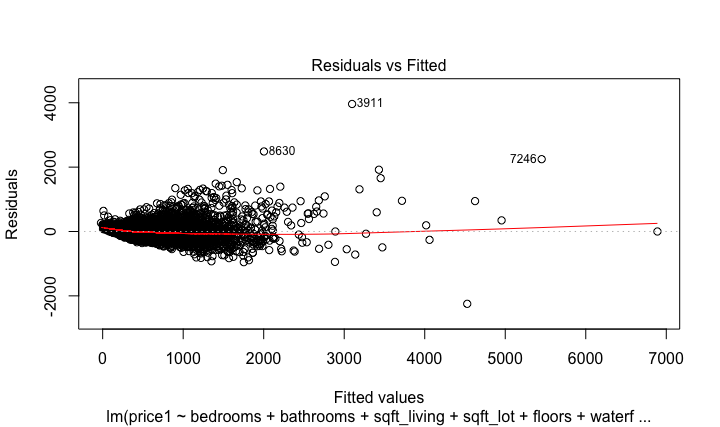 Residuals vs Fitted
4000
2000
0
-2000
Residuals
3911
8630
7246
0 1000 2000 3000 4000 5000 6000 7000
Fitted values
lm(price1 ~ bedrooms + bathrooms + sqft_living + sqft_lot + floors + waterf ...